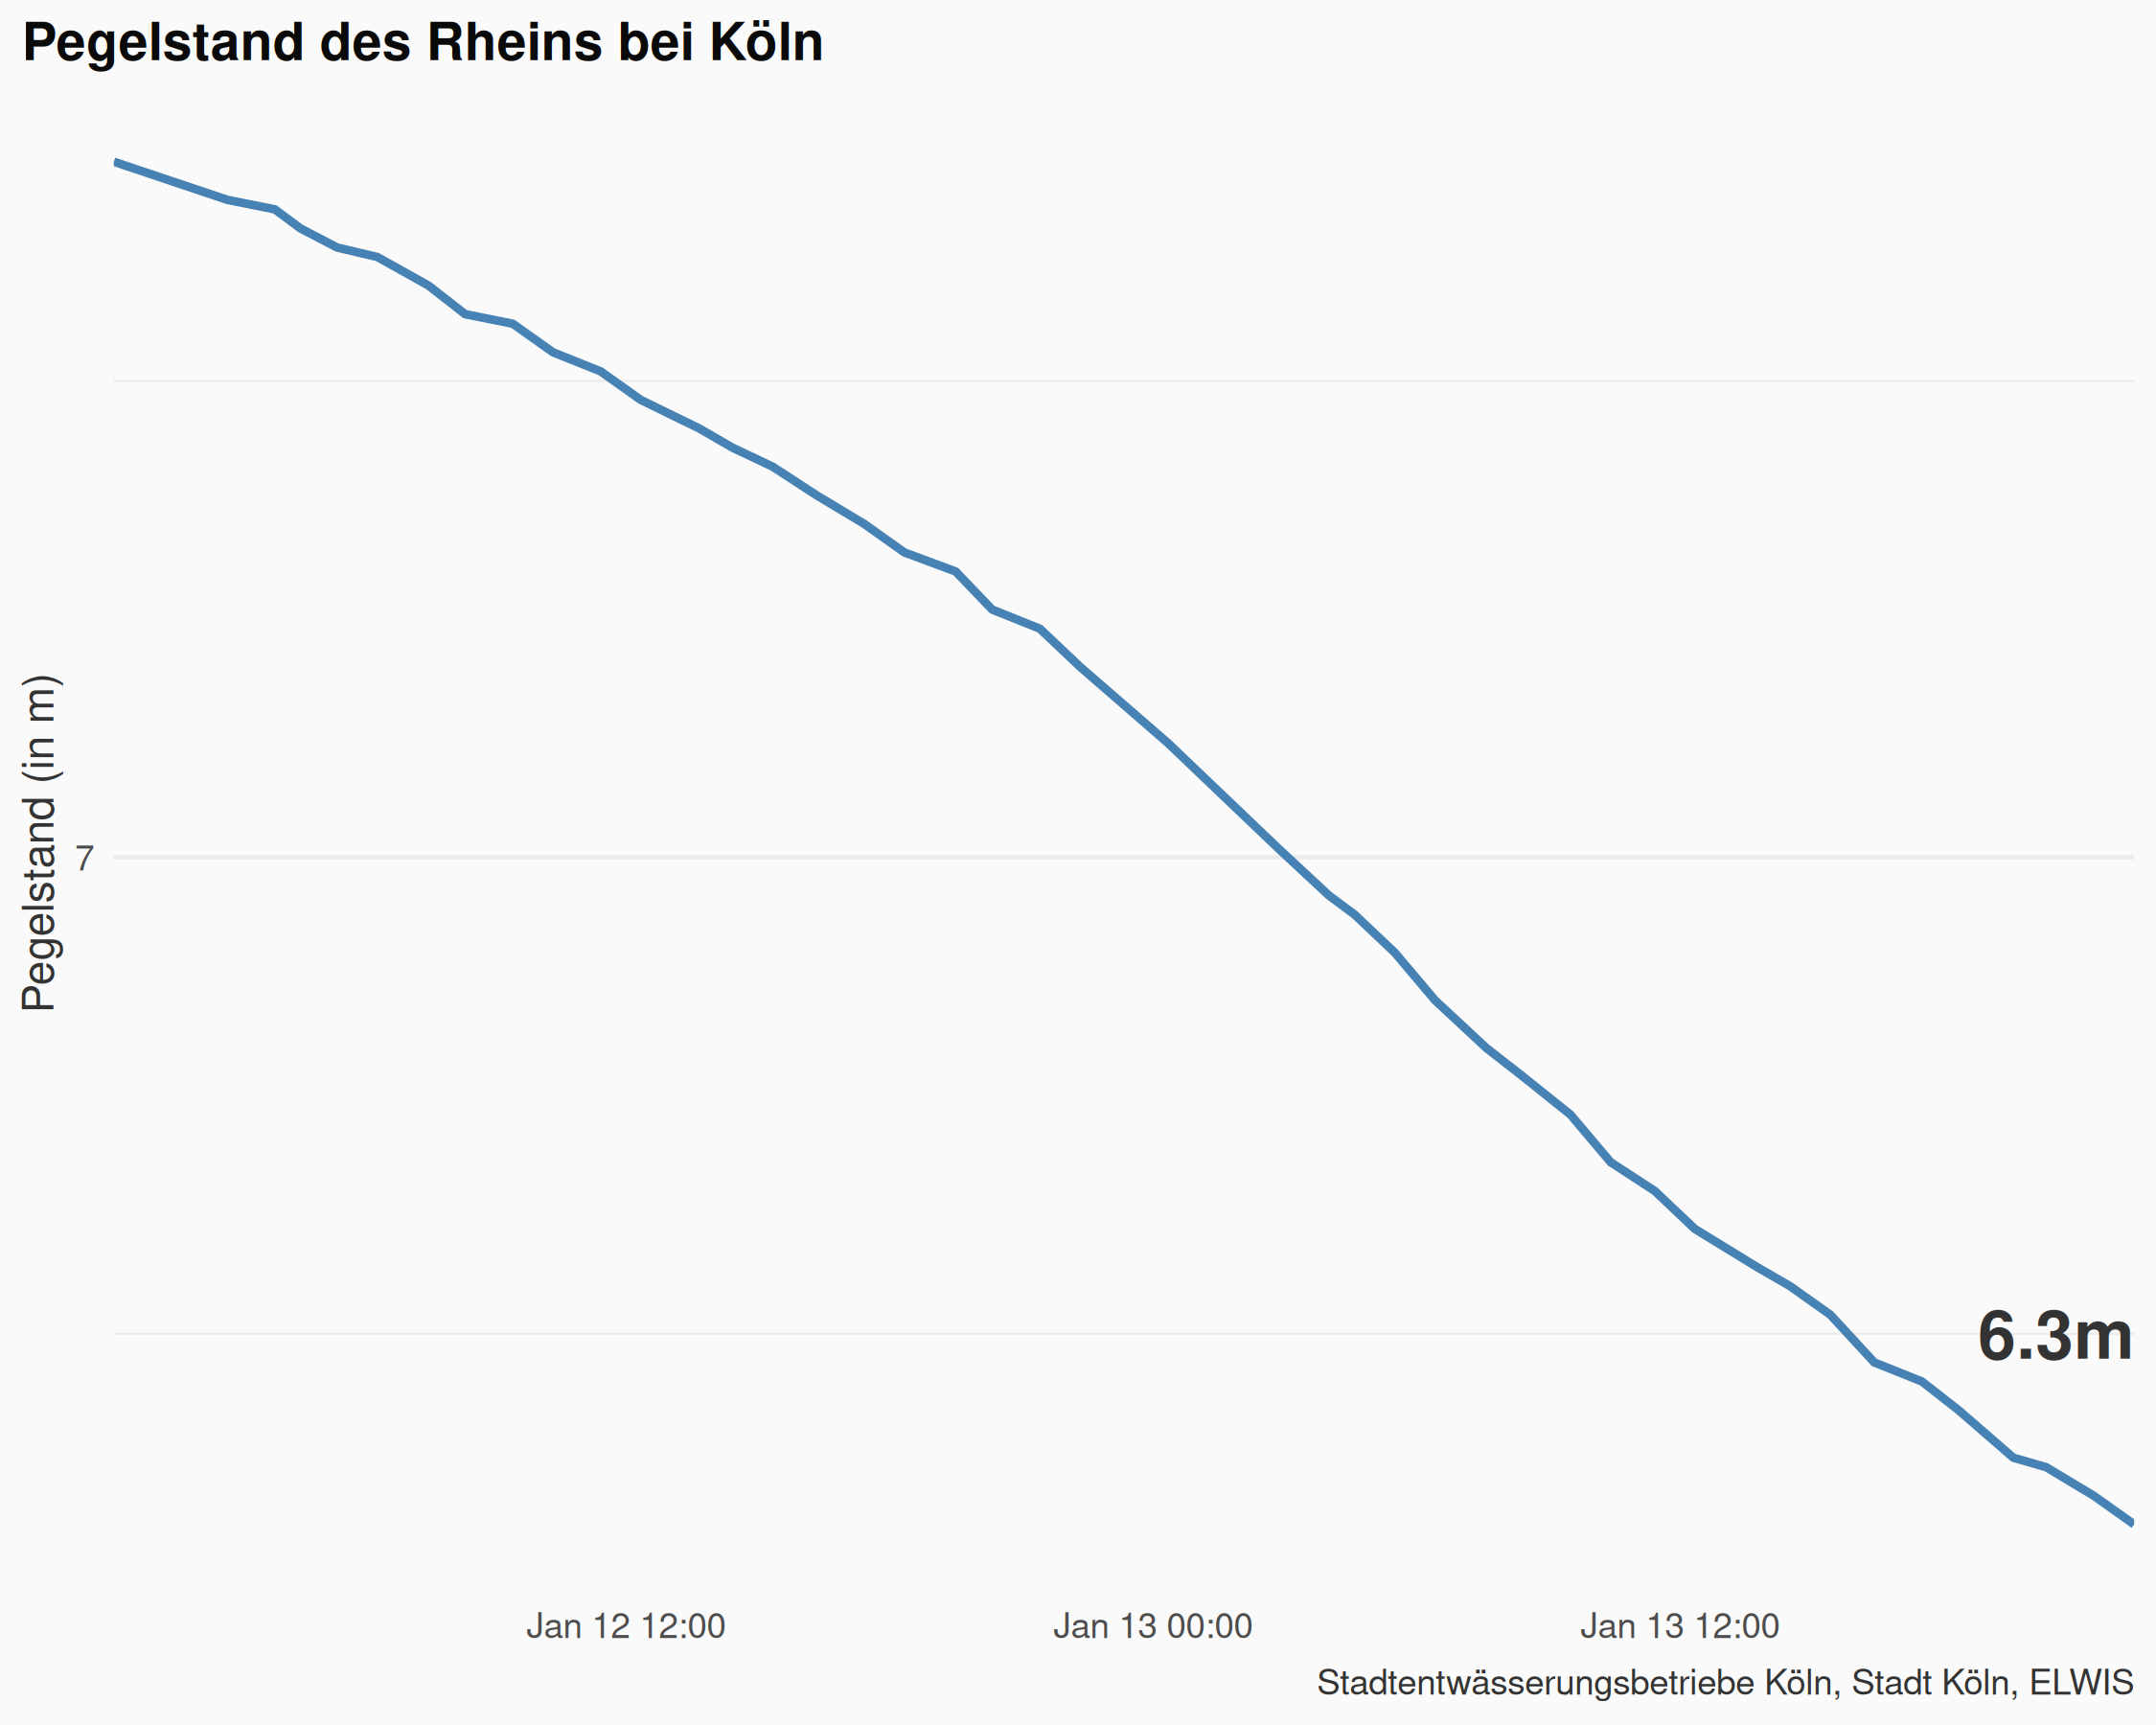 Pegelstand des Rheins bei Köln
Pegelstand (in m)
7
6.3m
Jan 12 12:00
Jan 13 00:00
Jan 13 12:00
Stadtentwässerungsbetriebe Köln, Stadt Köln, ELWIS